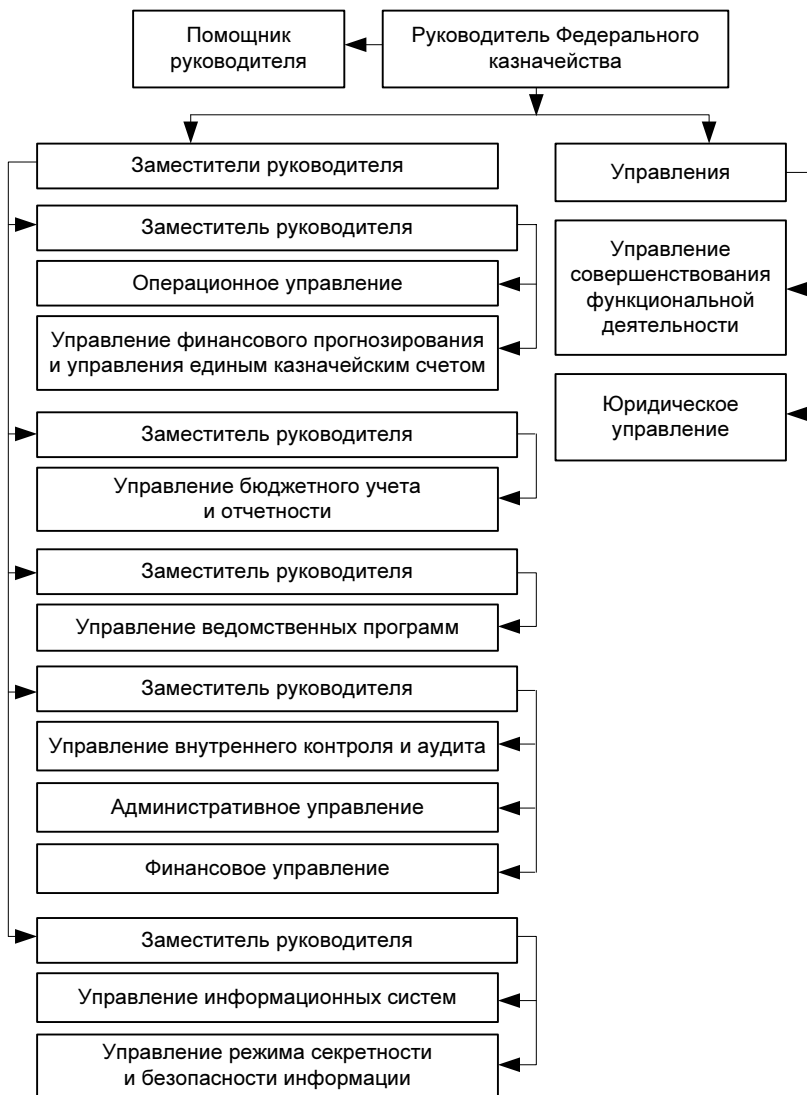 Помощник
руководителя
Руководитель Федерального
казначейства
Заместители руководителя
Управления
Заместитель руководителя
Операционное управление
Управление финансового прогнозирования
и управления единым казначейским счетом
Управление
совершенствования
функциональной
деятельности
Юридическое
управление
Заместитель руководителя
Управление бюджетного учета
и отчетности
Заместитель руководителя
Управление ведомственных программ
Заместитель руководителя
Управление внутреннего контроля и аудита
Административное управление
Финансовое управление
Заместитель руководителя
Управление информационных систем
Управление режима секретности
и безопасности информации